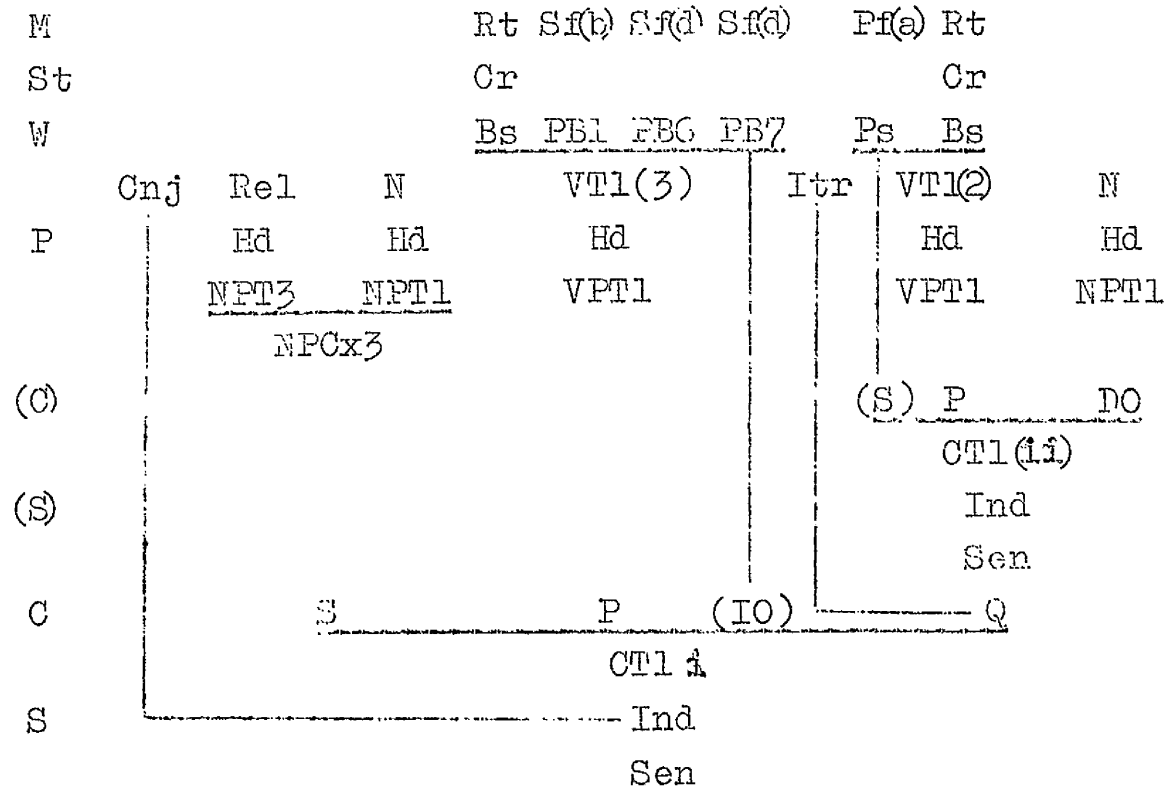 M Rt Sf(b) Sf(d) Sf(d) Pf(a) Rt
St Cr Cr
W Bs PB1 PB6 PB7 Ps Bs
Cnj Rel N VT1(3) Itr VT1(2) N
P Hd Hd Hd Hd Hd
NPT3 NPT1 VPT1 VPT1 NPT1
NPCx3
(C) (S) P DO
CT1(ii)
(S) Ind
Sen
C S P (IO) Q
CT1 i
S Ind
Sen